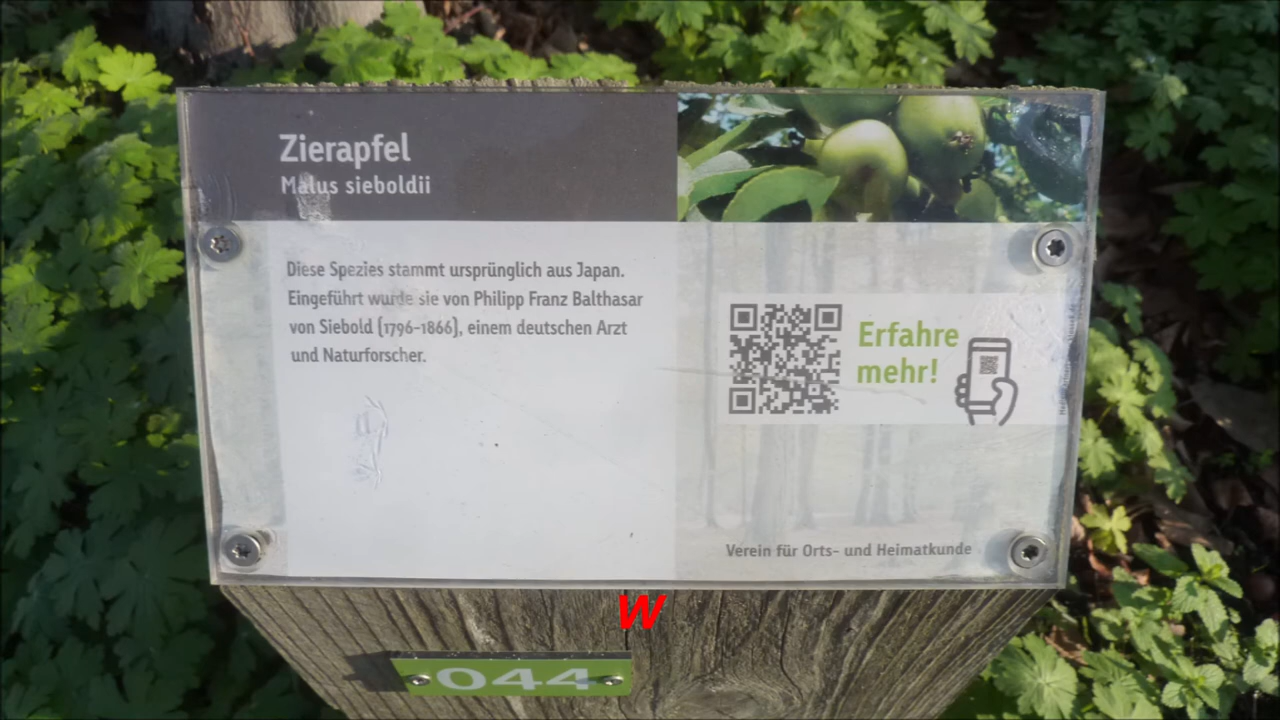 Zierapfel
Malus sieboldii
Diese Spezies stammt ursprünglich aus Japan.
Eingeführt wurde sie von Philipp Franz Balthasar
von Siebold (1796-1866), einem deutschen Arzt
und Naturforscher.
Erfahre
mehr!
Verein für Orts- und Heimatkunde
W
044